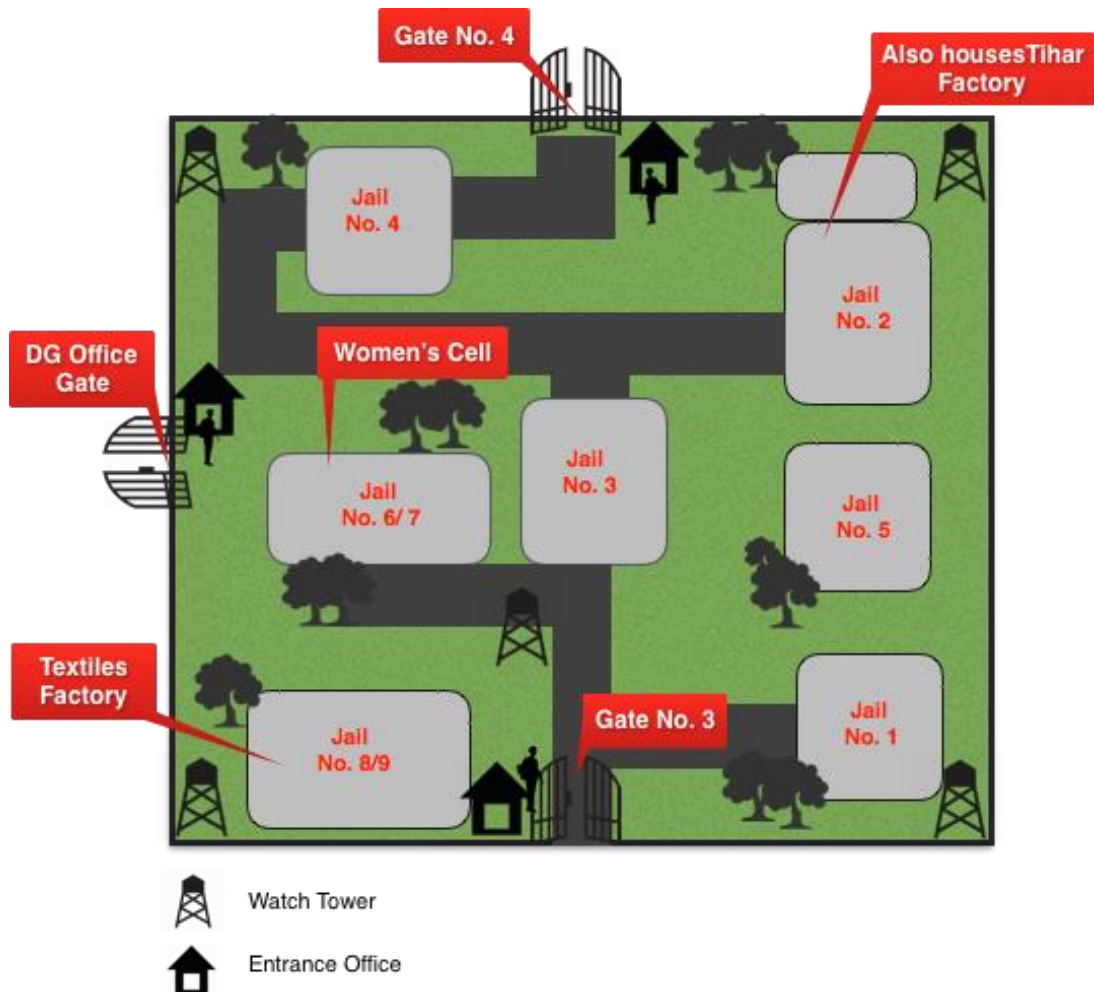 Gate No. 4
Also housesTihar
Factory
Jail
No. 4
Jail
No. 2
DG Office
Gate
Women's Cell
Jail
No. 3
Jail
No. 6/ 7
Jail
No. 5
Textiles
Factory
Gate No. 3
Jail
No. 1
Jail
No. 8/9
Watch Tower
Entrance Office